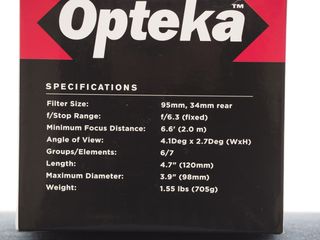 Opteka™
SPECIFICATIONS
Filter Size: 95mm, 34mm rear
f/Stop Range: f/6.3 (fixed)
Minimum Focus Distance: 6.6' (2.0 m)
Angle of View: 4.1Deg x 2.7Deg (WxH)
Groups/Elements: 6/7
Length: 4.7" (120mm)
Maximum Diameter: 3.9" (98mm)
Weight: 1.55 lbs (705g)